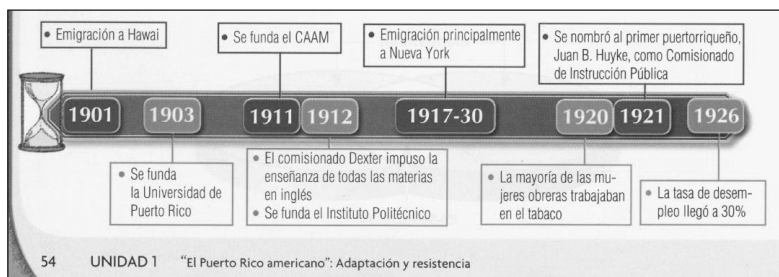 • Emigración a Hawai
• Se funda el CAAM
• Emigración principalmente
a Nueva York
• Se nombró al primer puertorriqueño,
Juan B. Huyke, como Comisionado
de Instrucción Pública
1901
1903
1911
1912
1917-30
1920
1921
1926
• Se funda
la Universidad de
Puerto Rico
• El comisionado Dexter impuso la
enseñanza de todas las materias
en inglés
• Se funda el Instituto Politécnico
• La mayoría de las mu-
jeres obreras trabajaban
en el tabaco
• La tasa de desem-
pleo llegó a 30%
54 UNIDAD 1 "El Puerto Rico americano": Adaptación y resistencia